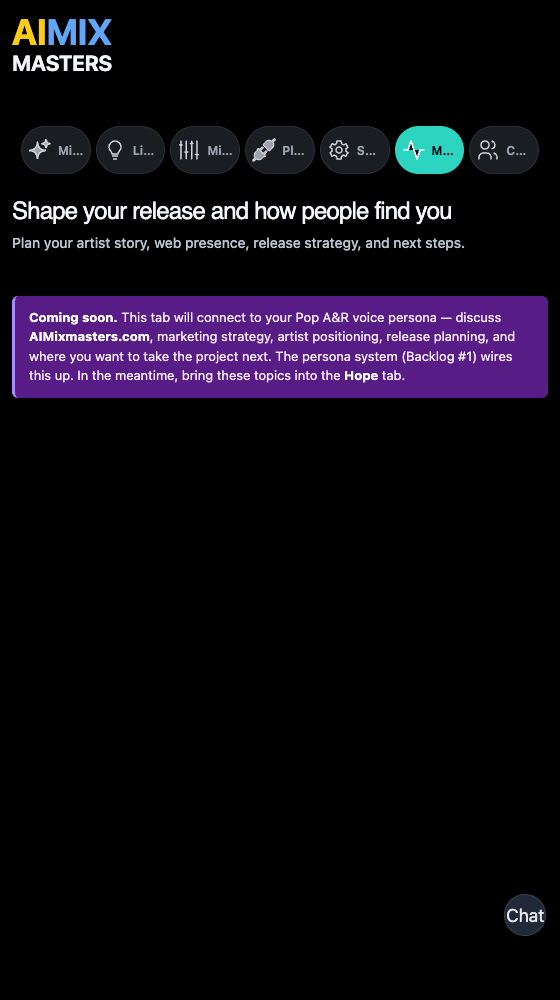 AIMIX
MASTERS
Mi... Li... Mi... Pl... S... M... C...
Shape your release and how people find you
Plan your artist story, web presence, release strategy, and next steps.
Coming soon. This tab will connect to your Pop A&R voice persona — discuss
AIMixmasters.com, marketing strategy, artist positioning, release planning, and
where you want to take the project next. The persona system (Backlog #1) wires
this up. In the meantime, bring these topics into the Hope tab.
Chat